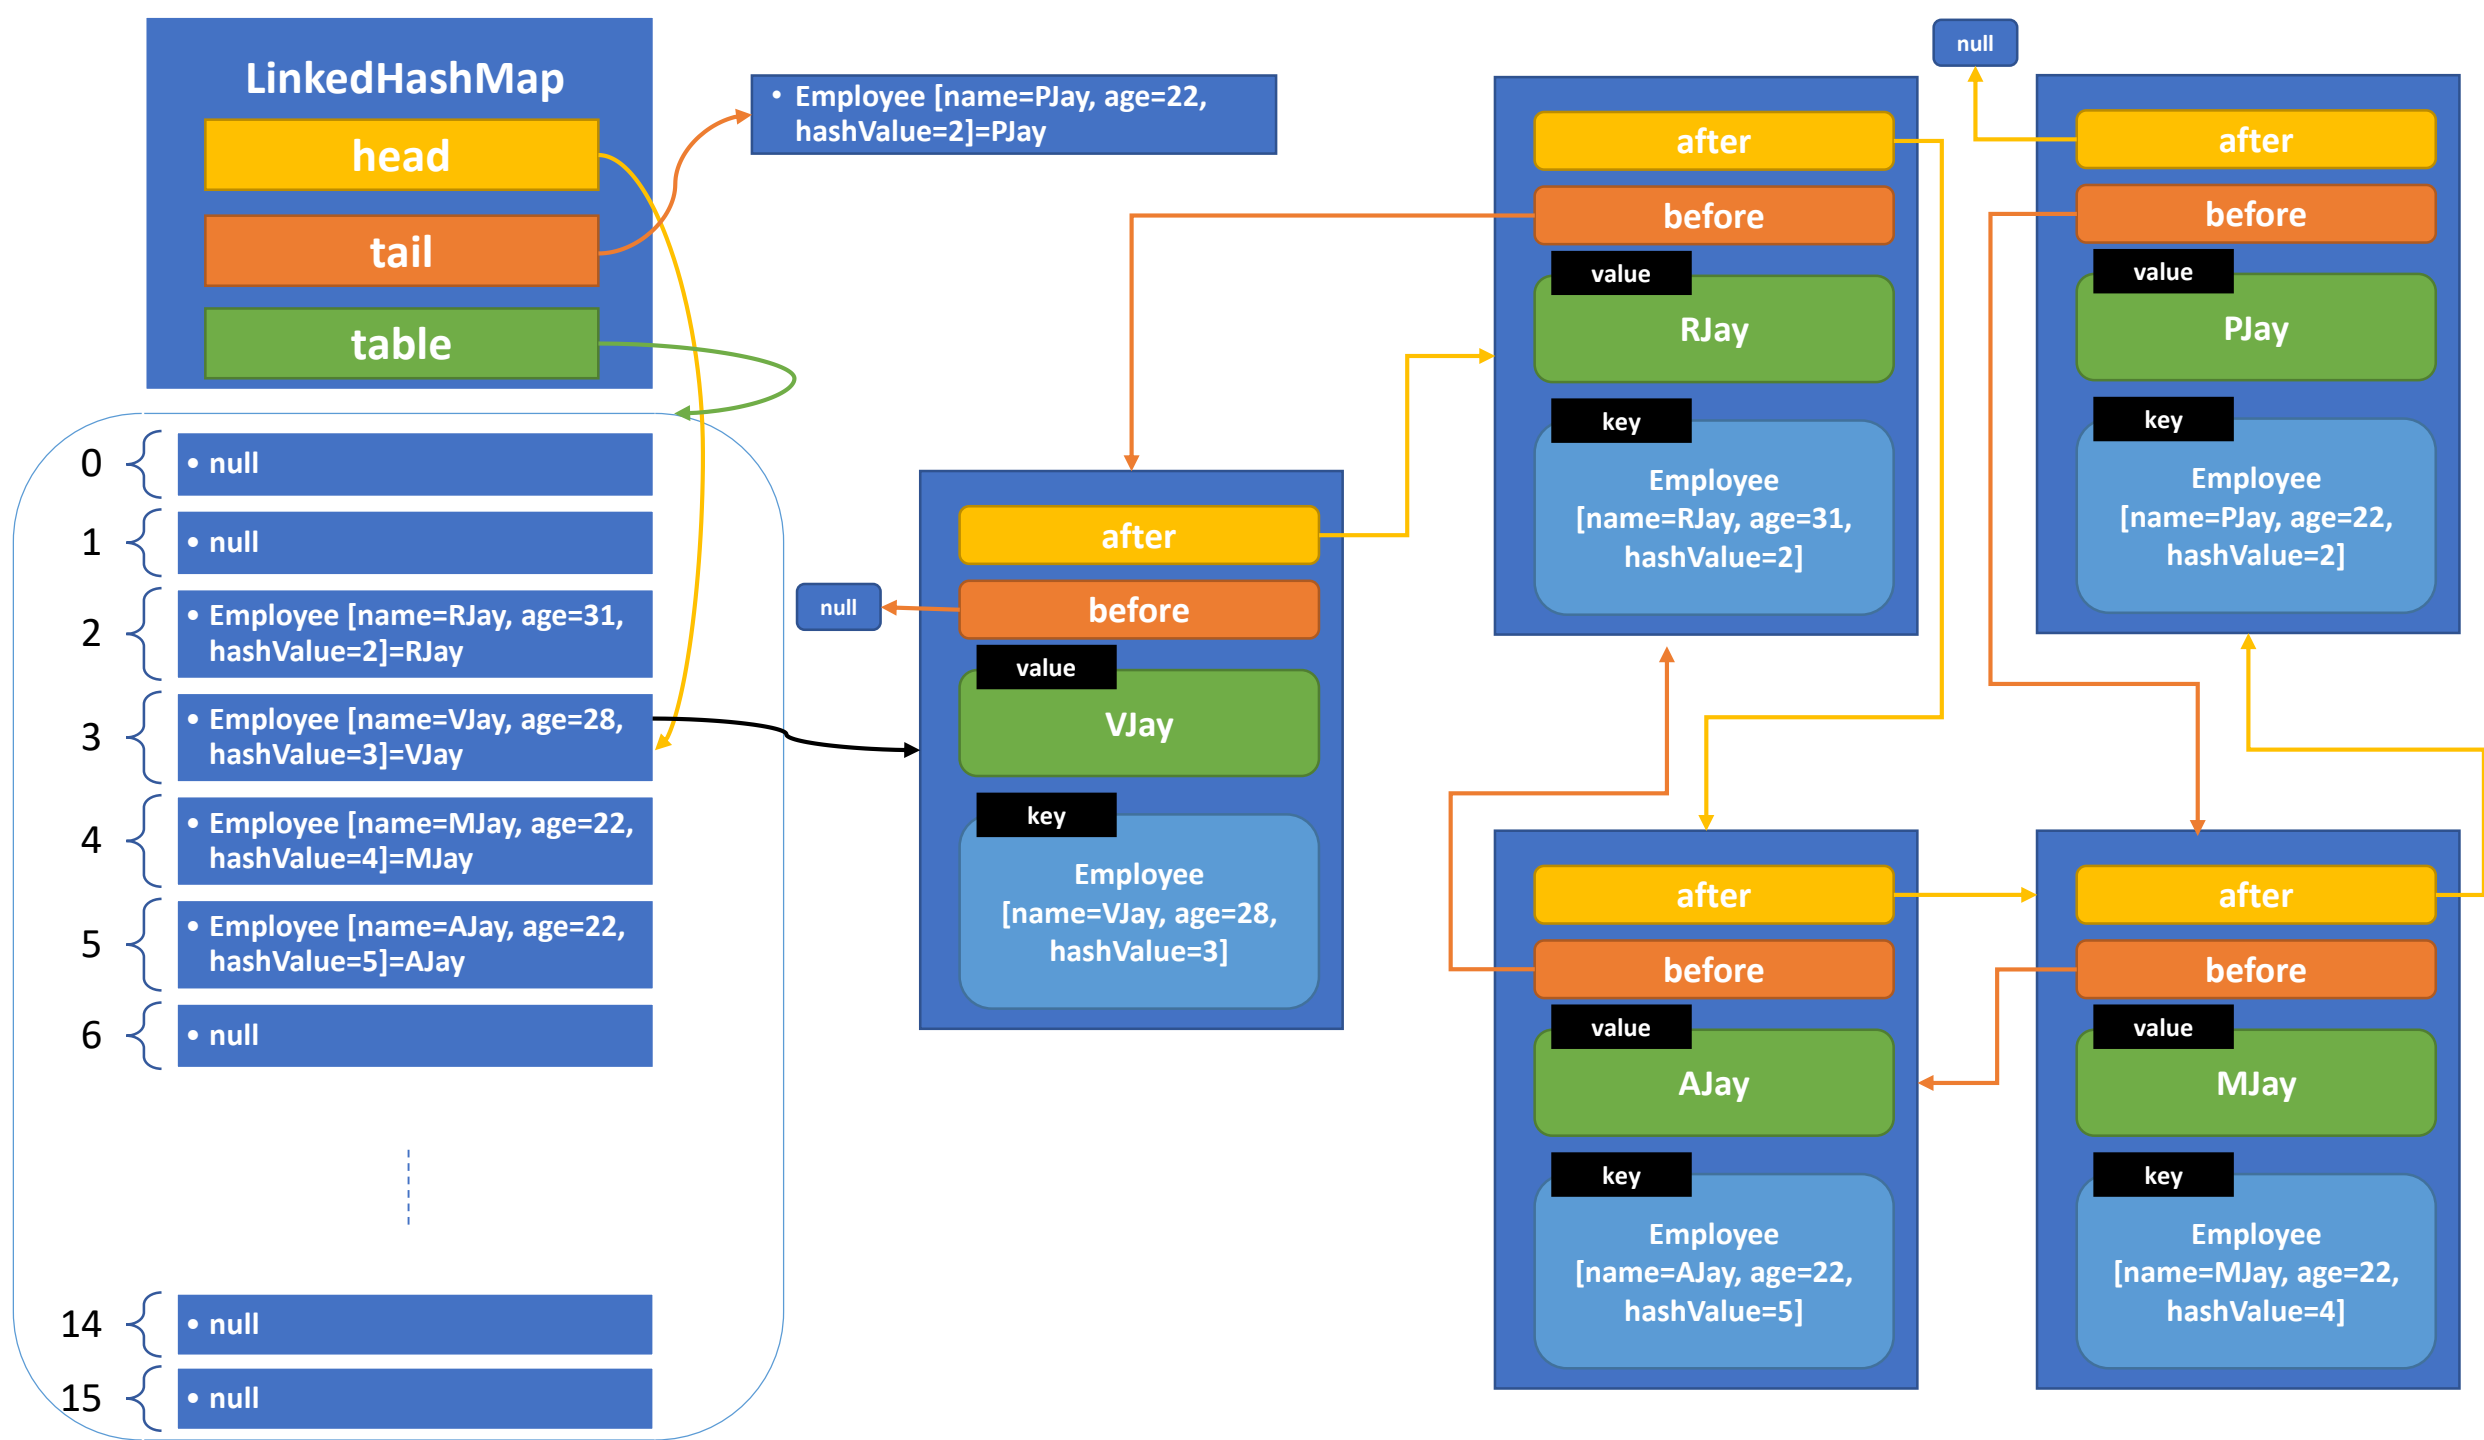 LinkedHashMap
head
tail
table
• Employee [name=PJay, age=22,
hashValue=2]=PJay
0
• null
1
• null
2
• Employee [name=RJay, age=31,
hashValue=2]=RJay
3
• Employee [name=VJay, age=28,
hashValue=3]=VJay
4
• Employee [name=MJay, age=22,
hashValue=4]=MJay
5
• Employee [name=AJay, age=22,
hashValue=5]=AJay
6
• null
14
• null
15
• null
null
after
before
value
VJay
key
Employee
[name=VJay, age=28,
hashValue=3]
after
before
value
RJay
key
Employee
[name=RJay, age=31,
hashValue=2]
null
after
before
value
PJay
key
Employee
[name=PJay, age=22,
hashValue=2]
after
before
value
AJay
key
Employee
[name=AJay, age=22,
hashValue=5]
after
before
value
MJay
key
Employee
[name=MJay, age=22,
hashValue=4]